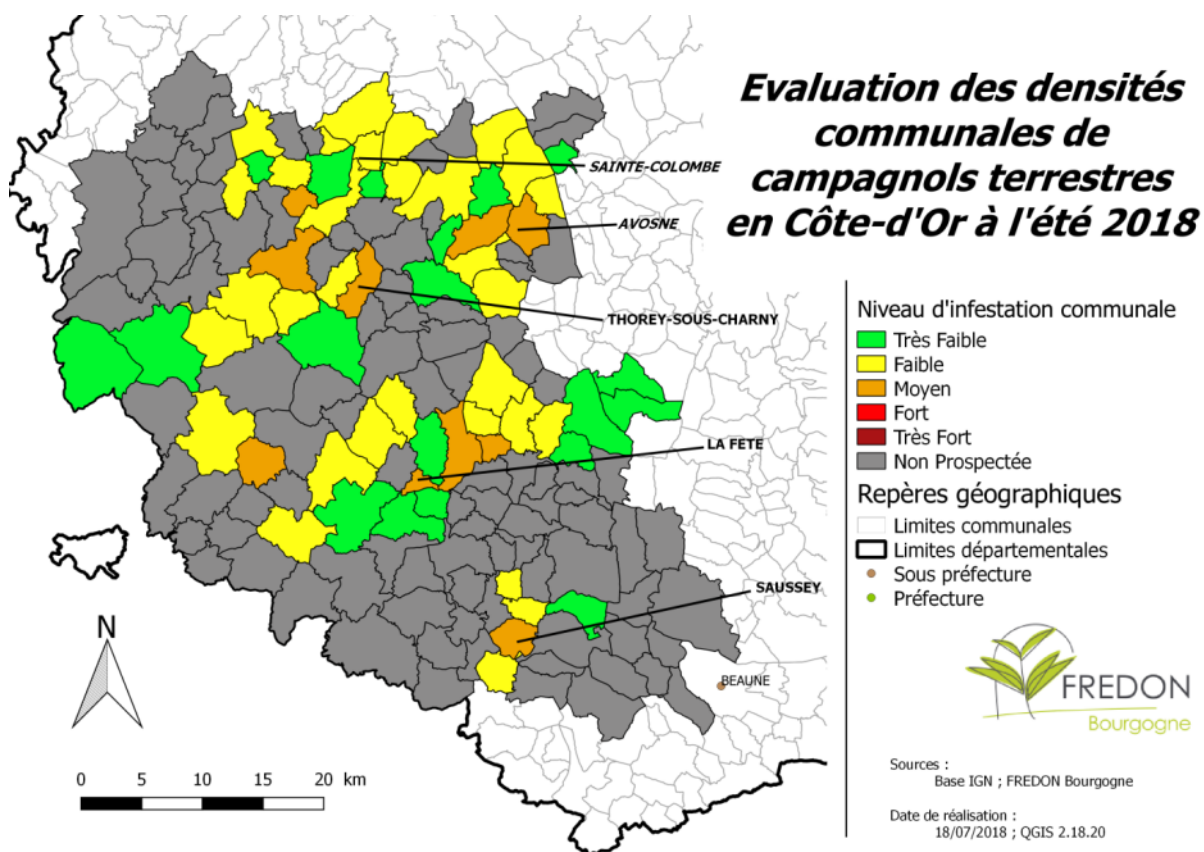 Evaluation des densités
communales de
campagnols terrestres
en Côte-d'Or à l'été 2018
SAINTE-COLOMBE
AVOSNE
THOREY-SOUS-CHARNY
LA FETE
SAUSSEY
BEAUNE
N
0 5 10 15 20 km
Niveau d'infestation communale
Très Faible
Faible
Moyen
Fort
Très Fort
Non Prospectée
Repères géographiques
Limites communales
Limites départementales
Sous préfecture
Préfecture
FREDON
Bourgogne
Sources :
Base IGN ; FREDON Bourgogne
Date de réalisation :
18/07/2018 ; QGIS 2.18.20